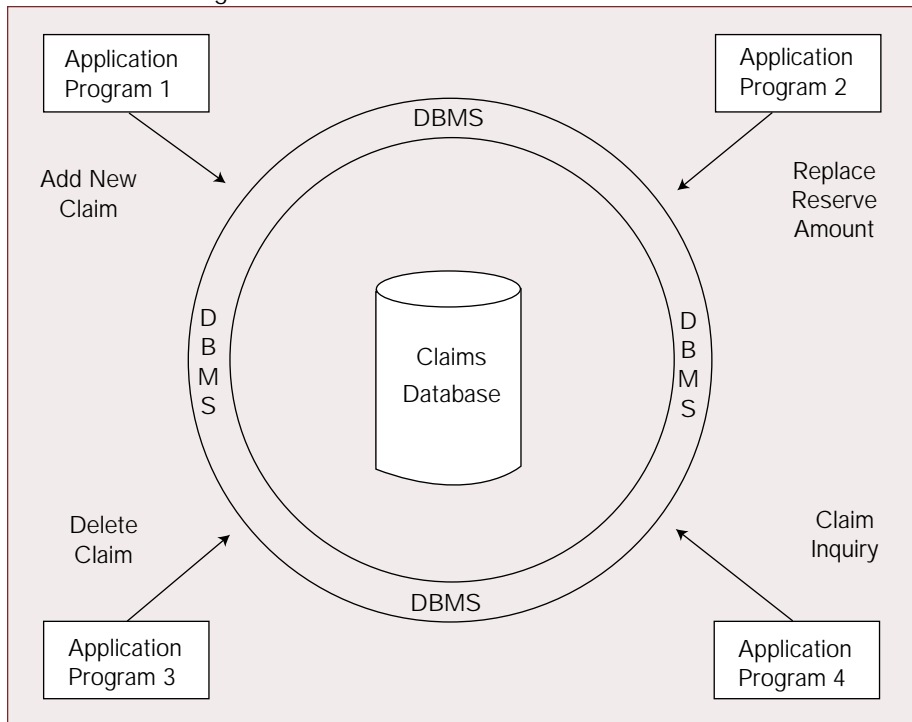 Application
Program 1
Application
Program 2
DBMS
Add New
Claim
Replace
Reserve
Amount
D
B
M
S
Claims
Database
D
B
M
S
Delete
Claim
Claim
Inquiry
DBMS
Application
Program 3
Application
Program 4